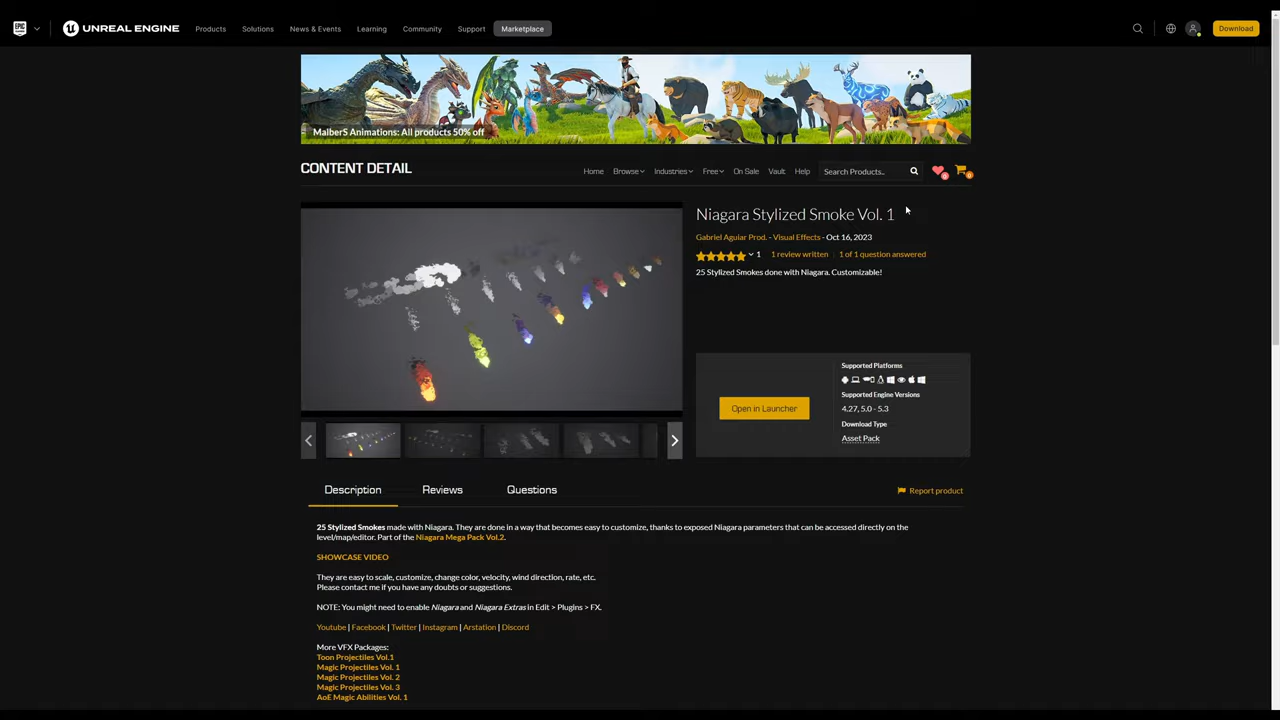 EPIC GAMES
UNREAL ENGINE
Products
Solutions
News & Events
Learning
Community
Support
Marketplace
Download
MalberS Animations: All products 50% off
CONTENT DETAIL
Home
Browse
Industries
Free
On Sale
Vault
Help
Search Products..
0
0
Niagara Stylized Smoke Vol. 1
Gabriel Aguiar Prod. - Visual Effects - Oct 16, 2023
1
1 review written
1 of 1 question answered
25 Stylized Smokes done with Niagara. Customizable!
Open in Launcher
Supported Platforms
Supported Engine Versions
4.27, 5.0 - 5.3
Download Type
Asset Pack
Description
Reviews
Questions
Report product
25 Stylized Smokes made with Niagara. They are done in a way that becomes easy to customize, thanks to exposed Niagara parameters that can be accessed directly on the
level/map/editor. Part of the Niagara Mega Pack Vol.2.
SHOWCASE VIDEO
They are easy to scale, customize, change color, velocity, wind direction, rate, etc.
Please contact me if you have any doubts or suggestions.
NOTE: You might need to enable Niagara and Niagara Extras in Edit > Plugins > FX.
Youtube | Facebook | Twitter | Instagram | Arstation | Discord
More VFX Packages:
Toon Projectiles Vol.1
Magic Projectiles Vol. 1
Magic Projectiles Vol. 2
Magic Projectiles Vol. 3
AoE Magic Abilities Vol. 1